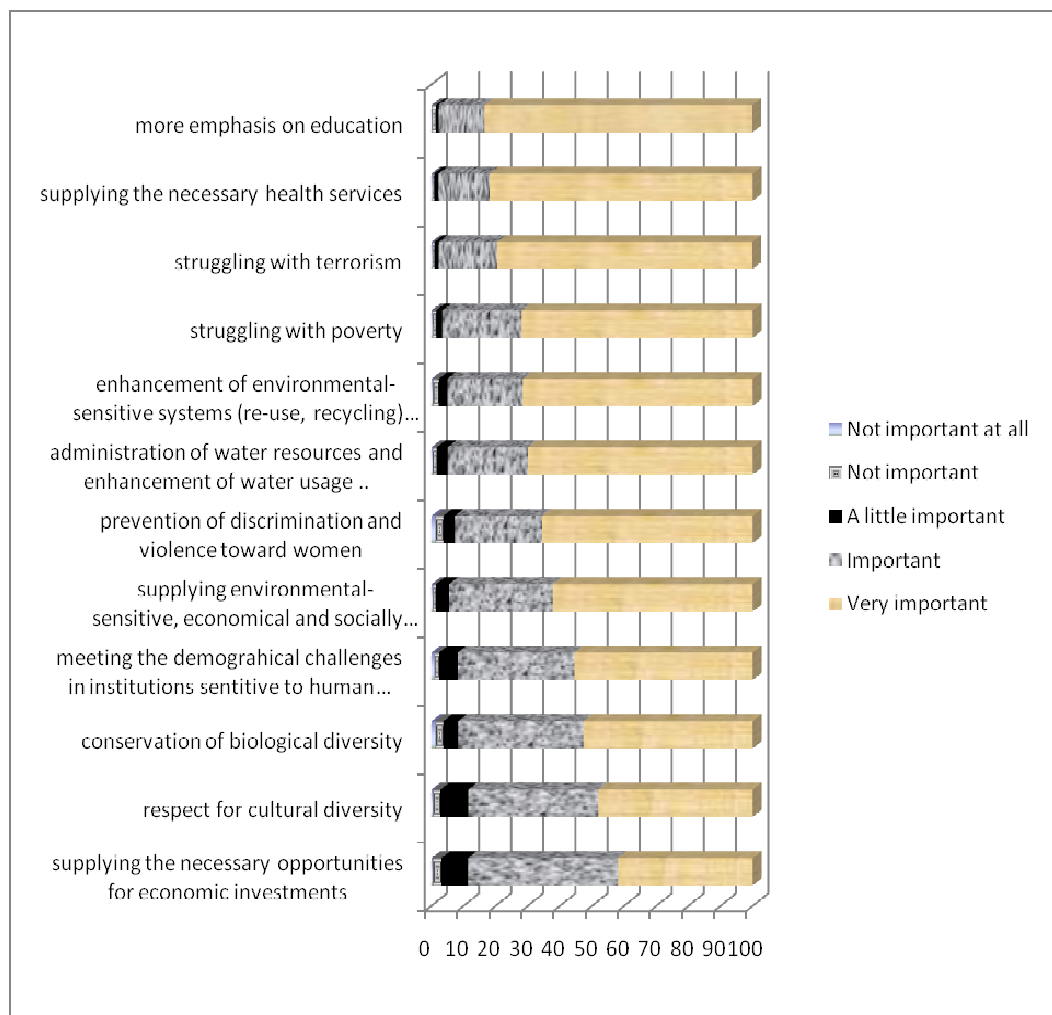 more emphasis on education
supplying the necessary health services
struggling with terrorism
struggling with poverty
enhancement of environmental-
sensitive systems (re-use, recycling)...
administration of water resources and
enhancement of water usage ..
prevention of discrimination and
violence toward women
supplying environmental-
sensitive, economical and socially...
meeting the demograhical challenges
in institutions sentitive to human ...
conservation of biological diversity
respect for cultural diversity
supplying the necessary opportunities
for economic investments
0 10 20 30 40 50 60 70 80 90 100
Not important at all
Not important
A little important
Important
Very important